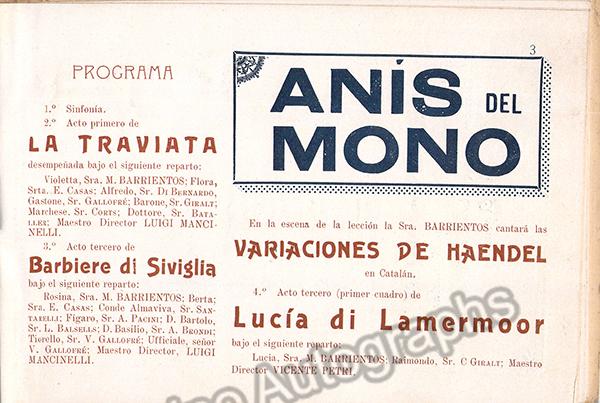 3
PROGRAMA
1.º Sinfonía.
2.º Acto primero de
LA TRAVIATA
desempeñada bajo el siguiente reparto:
Violetta, Sra. M. BARRIENTOS; Flora,
Srta. E. CASAS; Alfredo, Sr. DI BERNARDO,
Gastone, Sr. GALLOFRÉ; Barone, Sr. GIRALT;
Marchese, Sr. CORTS; Dottore, Sr. BATA-
LLER; Maestro Director LUIGI MANCI-
NELLI.
3.º Acto tercero de
Barbiere di Siviglia
bajo el siguiente reparto:
Rosina, Sra. M. BARRIENTOS; Berta;
Sra. E. CASAS; Conde Almaviva, Sr. SAN-
TARELLI; Fígaro, Sr. A. PACINI; D. Bartolo,
Sr. L. BALSELLS; D. Basilio, Sr. A. BRONDI;
Tierello, Sr. V. GALLOFRÉ; Ufficiale, señor
V. GALLOFRÉ; Maestro Director, LUIGI
MANCINELLI.
ANÍS DEL
MONO
En la escena de la lección la Sra. BARRIENTOS cantará las
VARIACIONES DE HAENDEL
en Catalán.
4.º Acto tercero (primer cuadro) de
Lucía di Lamermoor
bajo el siguiente reparto:
Lucia, Sra. M. BARRIENTOS; Raimondo, Sr. C GIRALT; Maestro
Director VICENTE PETRI.
Autographs